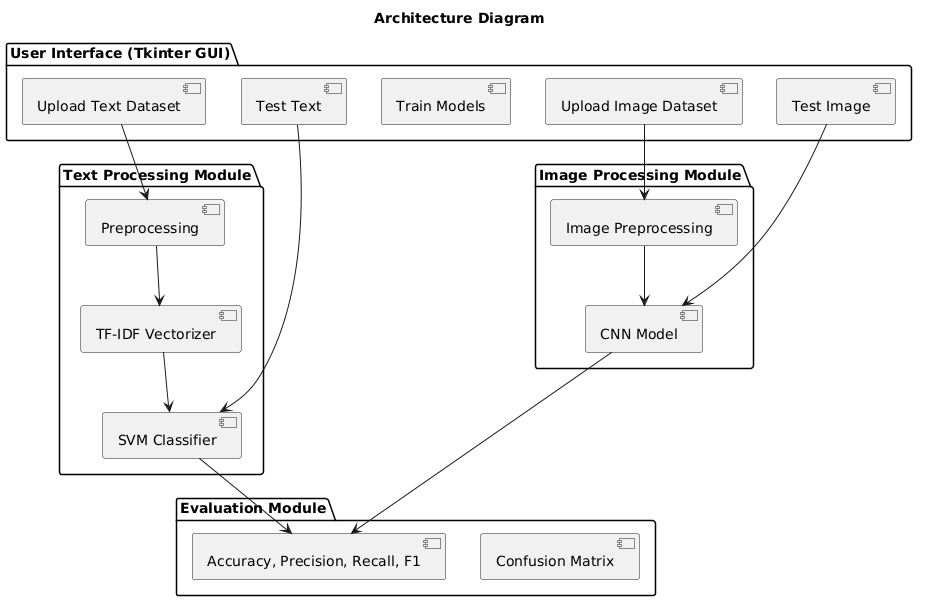 Architecture Diagram
User Interface (Tkinter GUI)
Upload Text Dataset
Test Text
Train Models
Upload Image Dataset
Test Image
Text Processing Module
Image Processing Module
Preprocessing
Image Preprocessing
TF-IDF Vectorizer
CNN Model
SVM Classifier
Evaluation Module
Accuracy, Precision, Recall, F1
Confusion Matrix